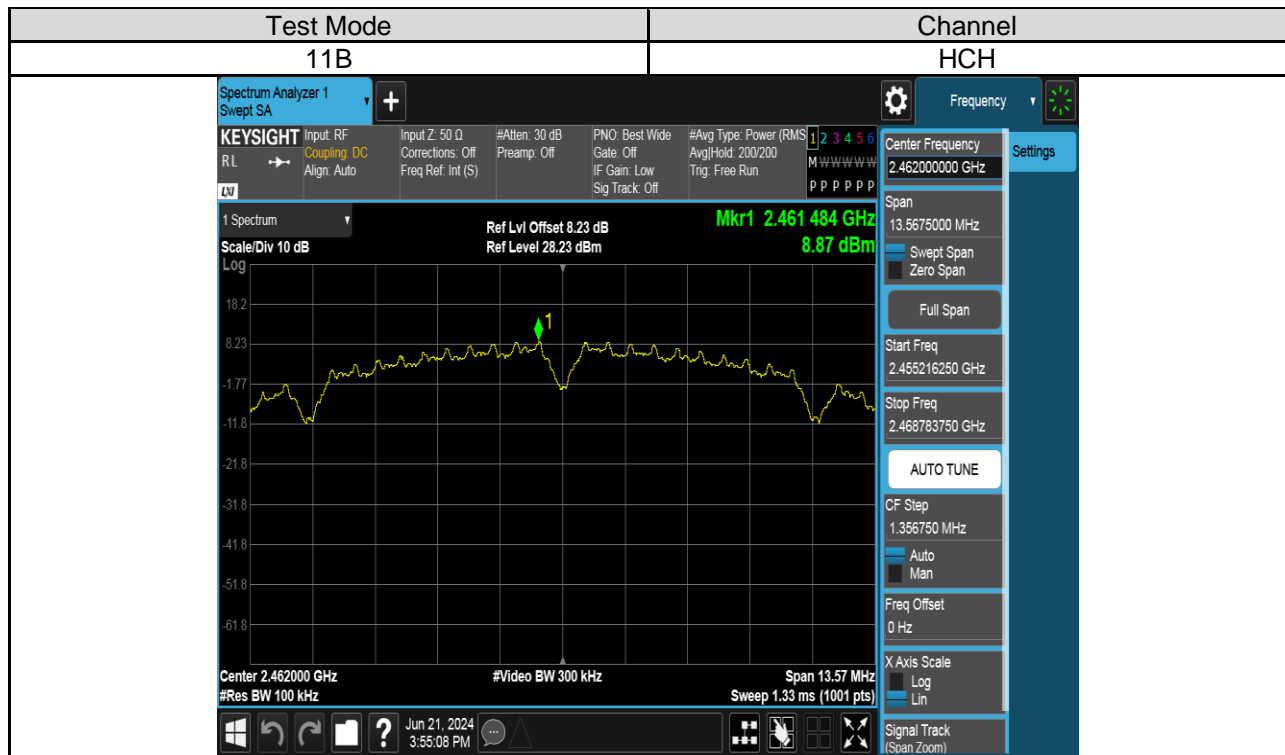 Test Mode Channel
11B HCH
Spectrum Analyzer 1
Swept SA
+
Frequency
KEYSIGHT
R L
LXI
Input: RF
Coupling: DC
Align: Auto
Input Z: 50 Ω
Corrections: Off
Freq Ref: Int (S)
#Atten: 30 dB
Preamp: Off
PNO: Best Wide
Gate: Off
IF Gain: Low
Sig Track: Off
#Avg Type: Power (RMS
Avg|Hold: 200/200
Trig: Free Run
1 2 3 4 5 6
M W W W W W
P P P P P P
1 Spectrum
Scale/Div 10 dB
Log
Ref Lvl Offset 8.23 dB
Ref Level 28.23 dBm
Mkr1 2.461 484 GHz
8.87 dBm
18.2
8.23
-1.77
-11.8
-21.8
-31.8
-41.8
-51.8
-61.8
1
Center 2.462000 GHz
#Res BW 100 kHz
#Video BW 300 kHz
Span 13.57 MHz
Sweep 1.33 ms (1001 pts)
Center Frequency
2.462000000 GHz
Settings
Span
13.5675000 MHz
Swept Span
Zero Span
Full Span
Start Freq
2.455216250 GHz
Stop Freq
2.468783750 GHz
AUTO TUNE
CF Step
1.356750 MHz
Auto
Man
Freq Offset
0 Hz
X Axis Scale
Log
Lin
Signal Track
(Span Zoom)
?
Jun 21, 2024
3:55:08 PM